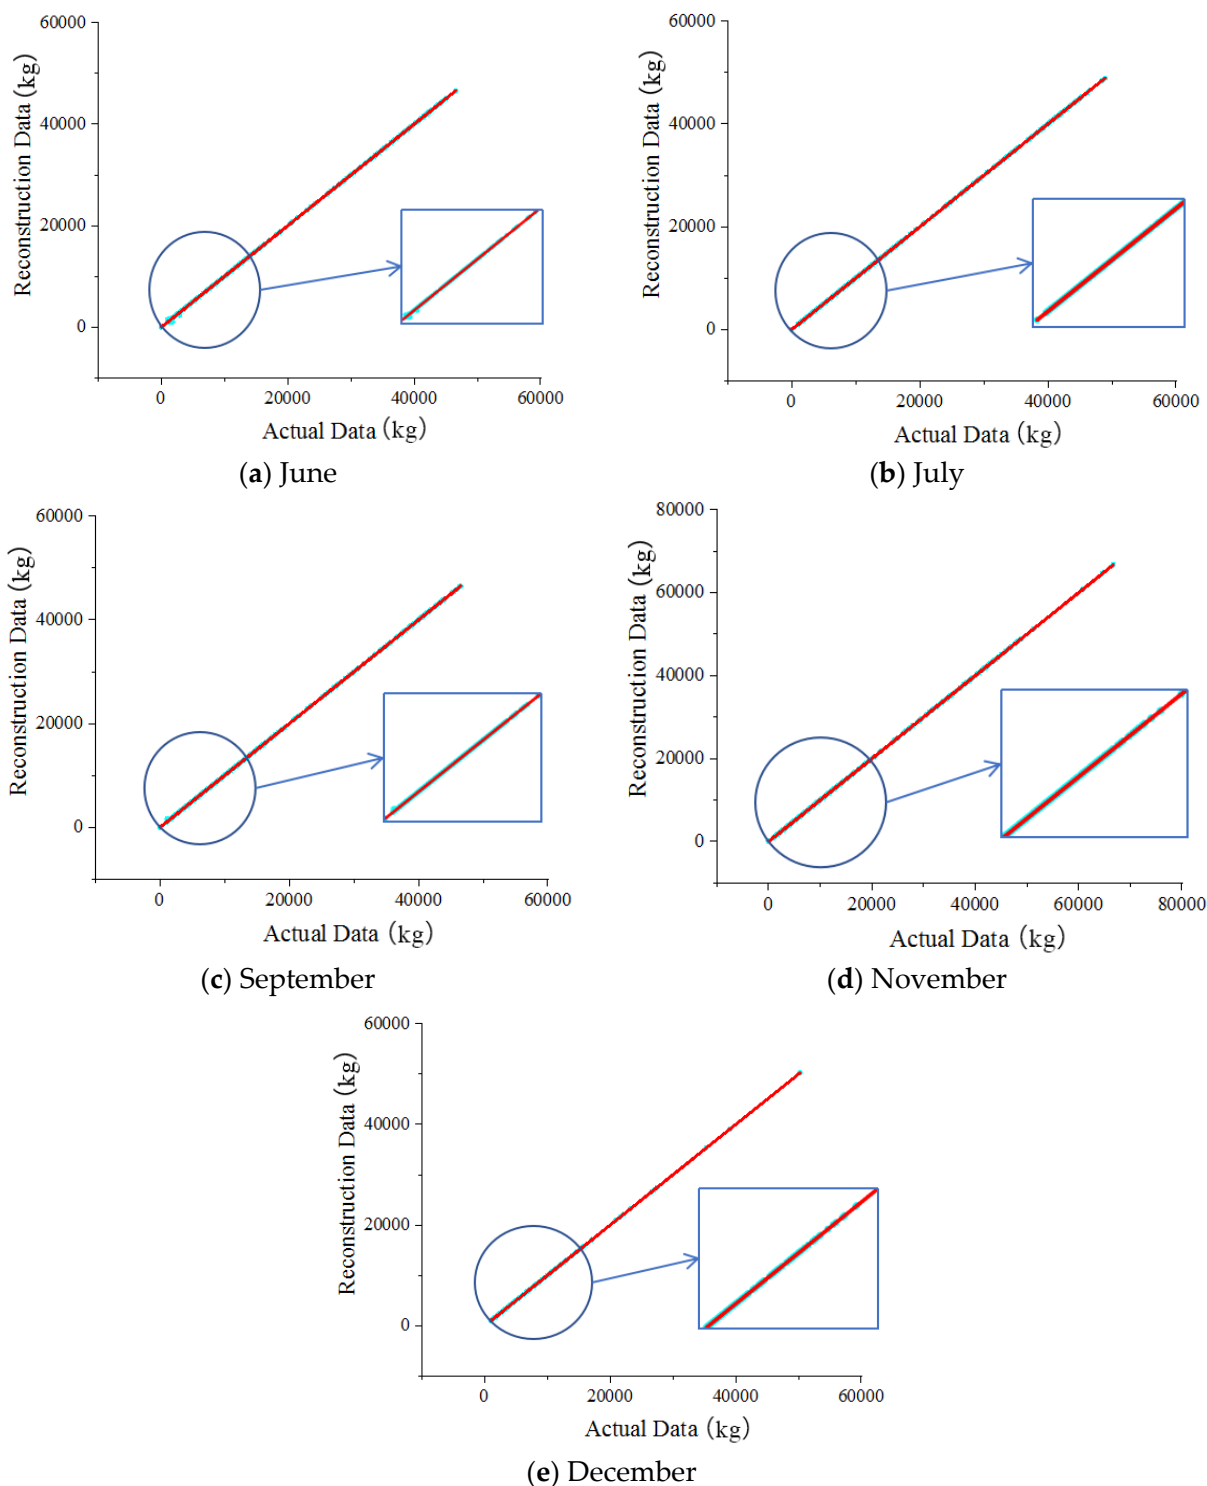 60000
40000
20000
0
Reconstruction Data (kg)
0 20000 40000 60000
Actual Data (kg)
(a) June
60000
40000
20000
0
Reconstruction Data (kg)
0 20000 40000 60000
Actual Data (kg)
(b) July
60000
40000
20000
0
Reconstruction Data (kg)
0 20000 40000 60000
Actual Data (kg)
(c) September
80000
60000
40000
20000
0
Reconstruction Data (kg)
0 20000 40000 60000 80000
Actual Data (kg)
(d) November
60000
40000
20000
0
Reconstruction Data (kg)
0 20000 40000 60000
Actual Data (kg)
(e) December